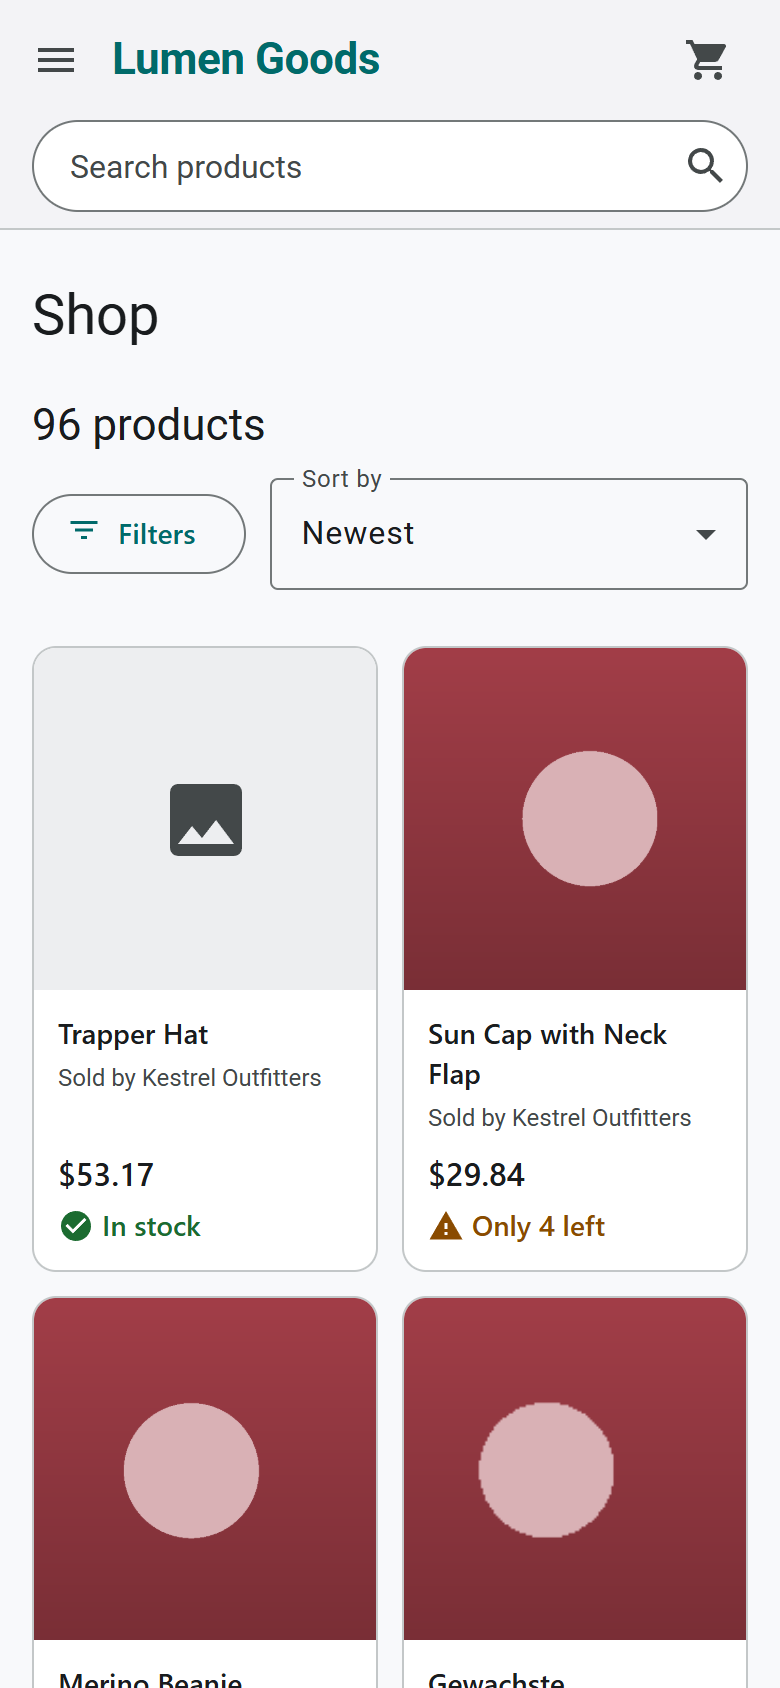 Lumen Goods
Search products
Shop
96 products
Filters
Sort by
Newest
Trapper Hat
Sold by Kestrel Outfitters
$53.17
In stock
Sun Cap with Neck
Flap
Sold by Kestrel Outfitters
$29.84
Only 4 left
Merino Beanie
Gewachste